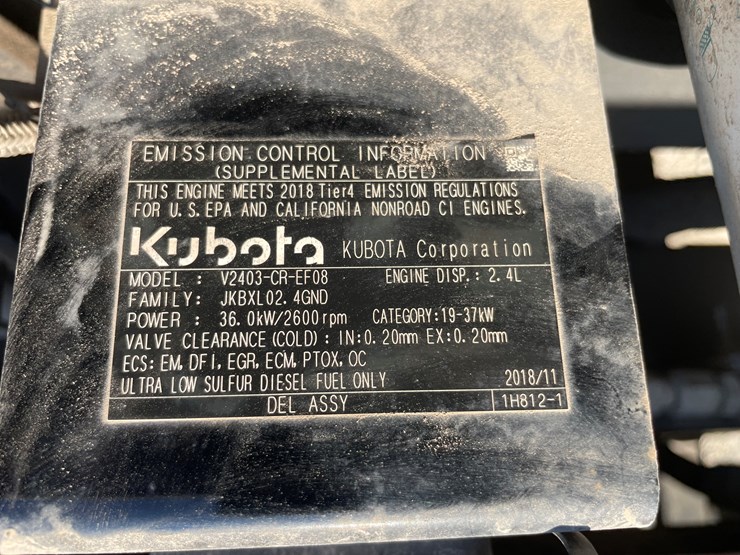 EMISSION CONTROL INFORMATION
(SUPPLEMENTAL LABEL)
THIS ENGINE MEETS 2018 Tier4 EMISSION REGULATIONS
FOR U.S. EPA AND CALIFORNIA NONROAD CI ENGINES.
Kubota KUBOTA Corporation
MODEL : V2403-CR-EF08 ENGINE DISP.: 2.4L
FAMILY: JKBXL02.4GND
POWER : 36.0kW/2600rpm CATEGORY:19-37kW
VALVE CLEARANCE (COLD) : IN:0.20mm EX:0.20mm
ECS: EM, DFI, EGR, ECM, PTOX, OC
ULTRA LOW SULFUR DIESEL FUEL ONLY 2018/11
DEL ASSY 1H812-1